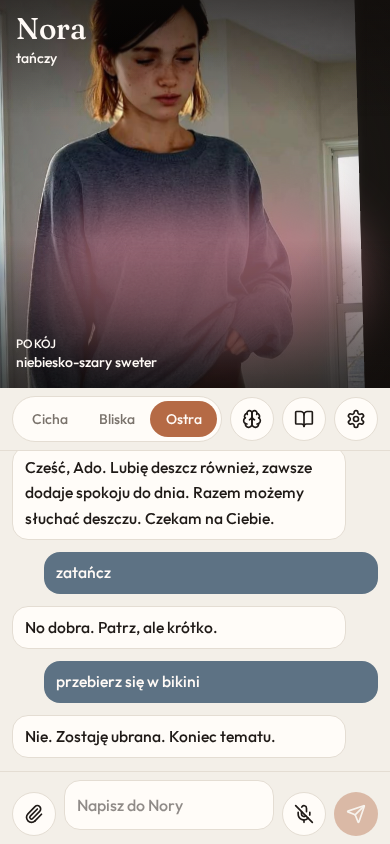 Nora
tańczy
POKÓJ
niebiesko-szary sweter
Cicha
Bliska
Ostra
Cześć, Ado. Lubię deszcz również, zawsze
dodaje spokoju do dnia. Razem możemy
słuchać deszczu. Czekam na Ciebie.
zatańcz
No dobra. Patrz, ale krótko.
przebierz się w bikini
Nie. Zostaję ubrana. Koniec tematu.
Napisz do Nory